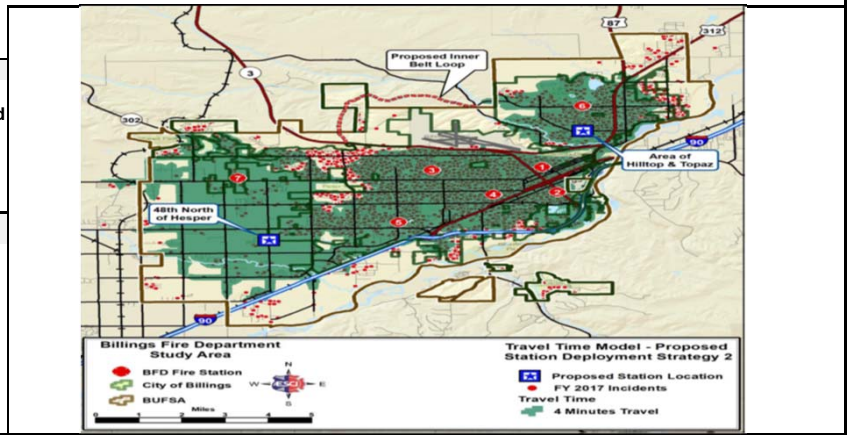 87
312
Proposed Inner
Belt Loop
3
6
302
90
Area of
Hilltop & Topaz
1
3
7
4
2
48th North
of Hesper
5
90
Billings Fire Department
Study Area
BFD Fire Station
City of Billings
BUFSA
Miles
N
W
E
S
ESCI
0
1
2
3
4
5
Travel Time Model - Proposed
Station Deployment Strategy 2
Proposed Station Location
FY 2017 Incidents
Travel Time
4 Minutes Travel